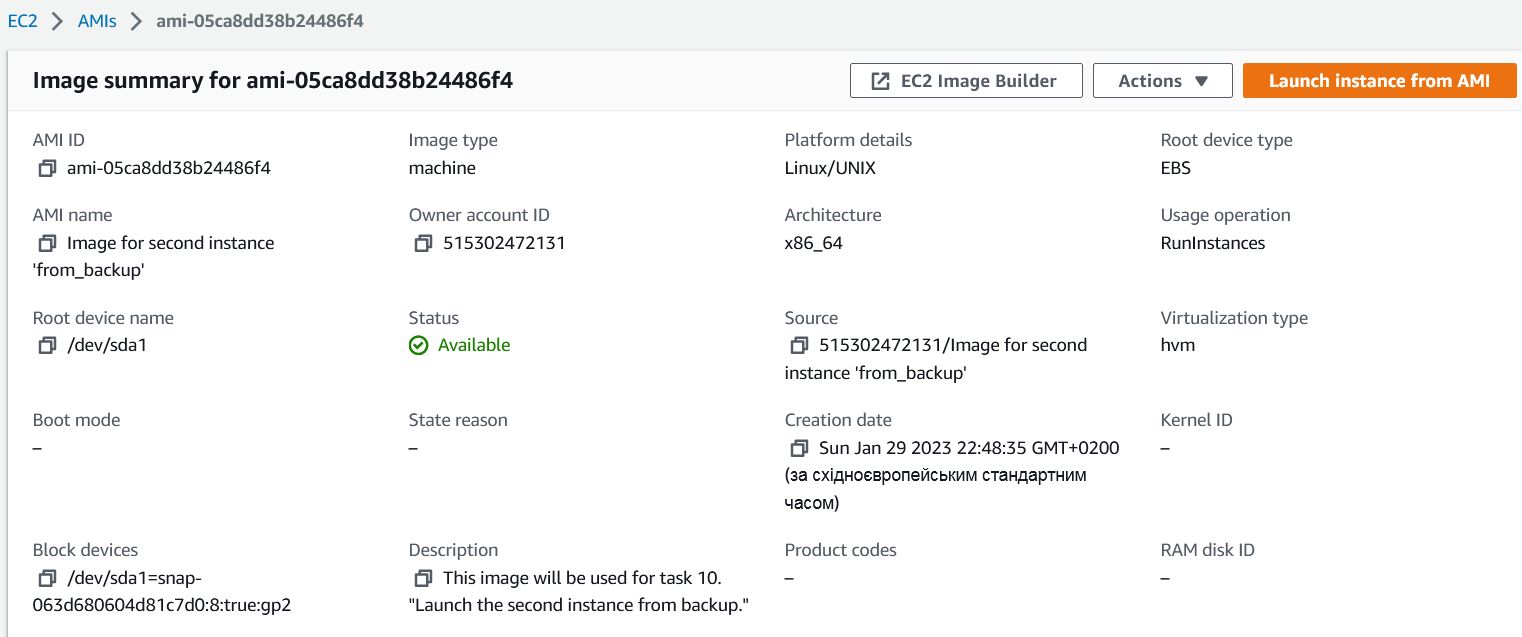 EC2 > AMIs > ami-05ca8dd38b24486f4
Image summary for ami-05ca8dd38b24486f4
EC2 Image Builder
Actions ▼
Launch instance from AMI
AMI ID
ami-05ca8dd38b24486f4
Image type
machine
Platform details
Linux/UNIX
Root device type
EBS
AMI name
Image for second instance
'from_backup'
Owner account ID
515302472131
Architecture
x86_64
Usage operation
RunInstances
Root device name
/dev/sda1
Status
Available
Source
515302472131/Image for second
instance 'from_backup'
Virtualization type
hvm
Boot mode
–
State reason
–
Creation date
Sun Jan 29 2023 22:48:35 GMT+0200
(за східноєвропейським стандартним
часом)
Kernel ID
–
Block devices
/dev/sda1=snap-
063d680604d81c7d0:8:true:gp2
Description
This image will be used for task 10.
"Launch the second instance from backup."
Product codes
–
RAM disk ID
–